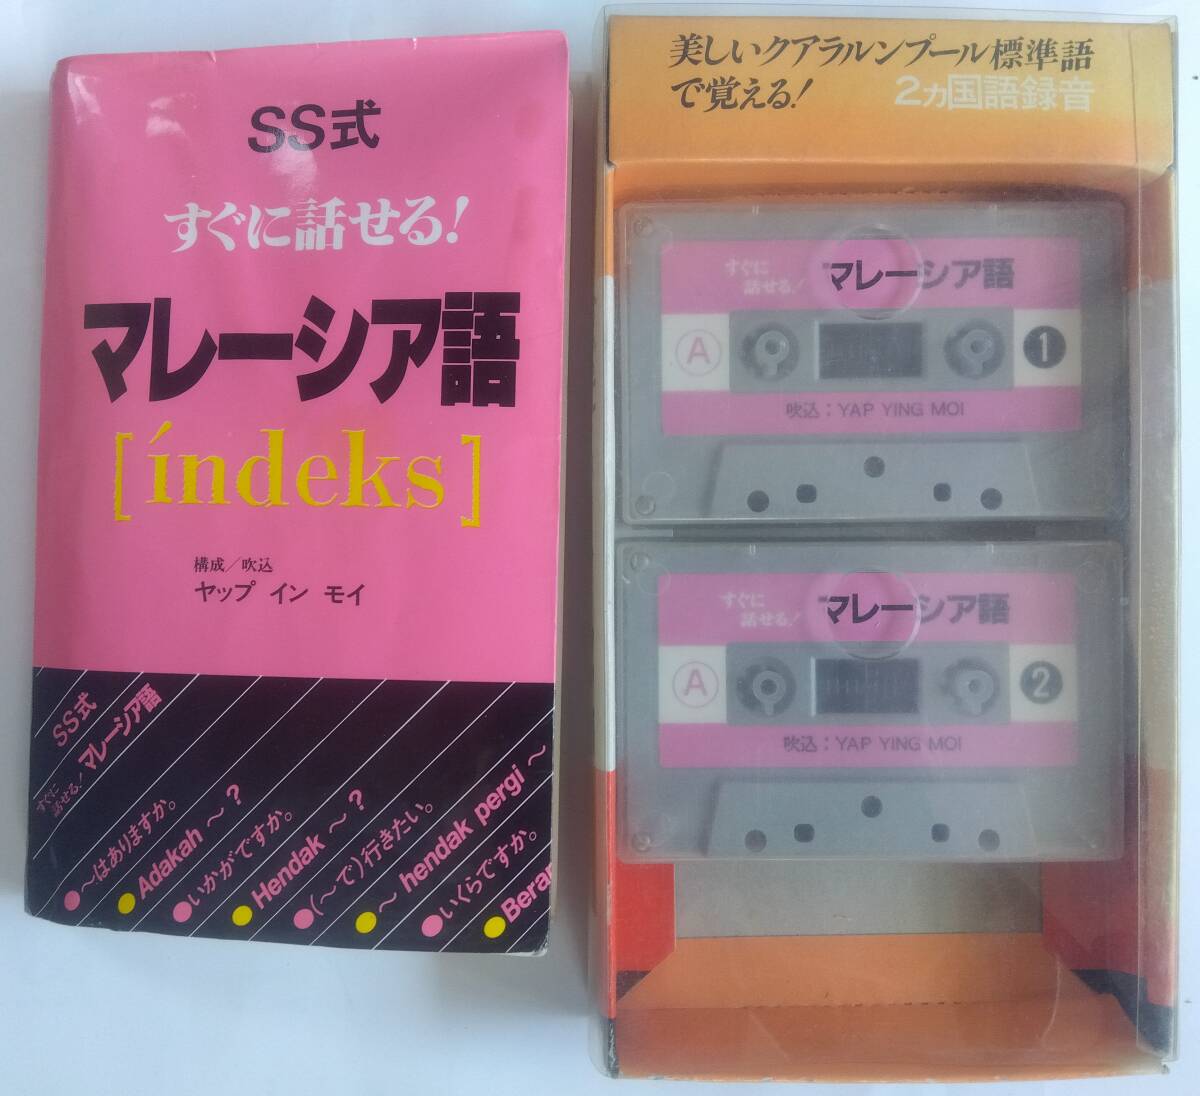 SS式
すぐに話せる!
マレーシア語
[índeks]
構成／吹込
ヤップ イン モイ
SS式
すぐに話せる!マレーシア語
～はありますか。
Adakah ～ ?
いかがですか。
Hendak ～ ?
(～で)行きたい。
～ hendak pergi ～
いくらですか。
美しいクアラルンプール標準語
で覚える!
2カ国語録音
すぐに
話せる!
マレーシア語
A
1
吹込：YAP YING MOI
すぐに
話せる!
マレーシア語
A
2
吹込：YAP YING MOI